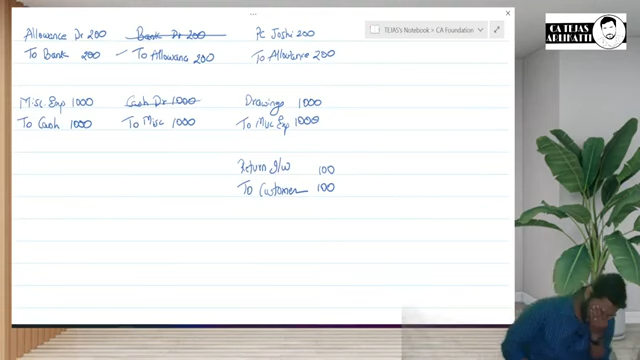 TEJAS's Notebook > CA Foundation
CA TEJAS
Allowance Dr 200
To Bank 200
Bank Dr 200
To Allowance 200
Pc Joshi 200
To Allowance 200
Misc. Exp 1000
To Cash 1000
Cash Dr 1000
To Misc 1000
Drawings 1000
To Misc Exp 1000
Return I/W 100
To Customer 100